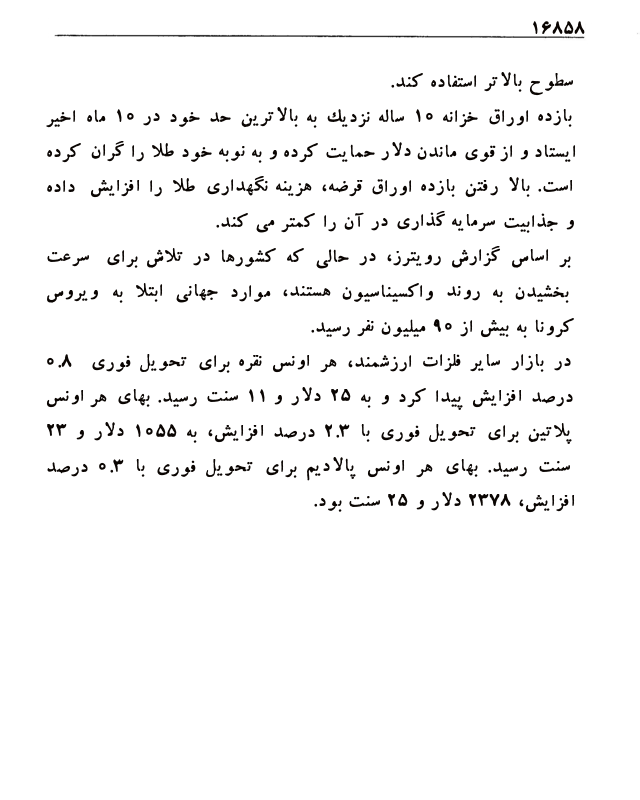 ۱۶۸۵۸
سطوح بالاتر استفاده کند.
بازده اوراق خزانه ۱۰ ساله نزدیك به بالاترین حد خود در ۱۰ ماه اخیر
ایستاد و از قوی ماندن دلار حمایت کرده و به نوبه خود طلا را گران کرده
است. بالا رفتن بازده اوراق قرضه، هزینه نگهداری طلا را افزایش داده
و جذابیت سرمایه گذاری در آن را کمتر می کند.
بر اساس گزارش رویترز، در حالی که کشورها در تلاش برای سرعت
بخشیدن به روند واکسیناسیون هستند، موارد جهانی ابتلا به ویروس
کرونا به بیش از ۹۰ میلیون نفر رسید.
در بازار سایر فلزات ارزشمند، هر اونس نقره برای تحویل فوری ۰.۸
درصد افزایش پیدا کرد و به ۲۵ دلار و ۱۱ سنت رسید. بهای هر اونس
پلاتین برای تحویل فوری با ۲.۳ درصد افزایش، به ۱۰۵۵ دلار و ۲۳
سنت رسید. بهای هر اونس پالادیم برای تحویل فوری با ۰.۳ درصد
افزایش، ۲۳۷۸ دلار و ۲۵ سنت بود.